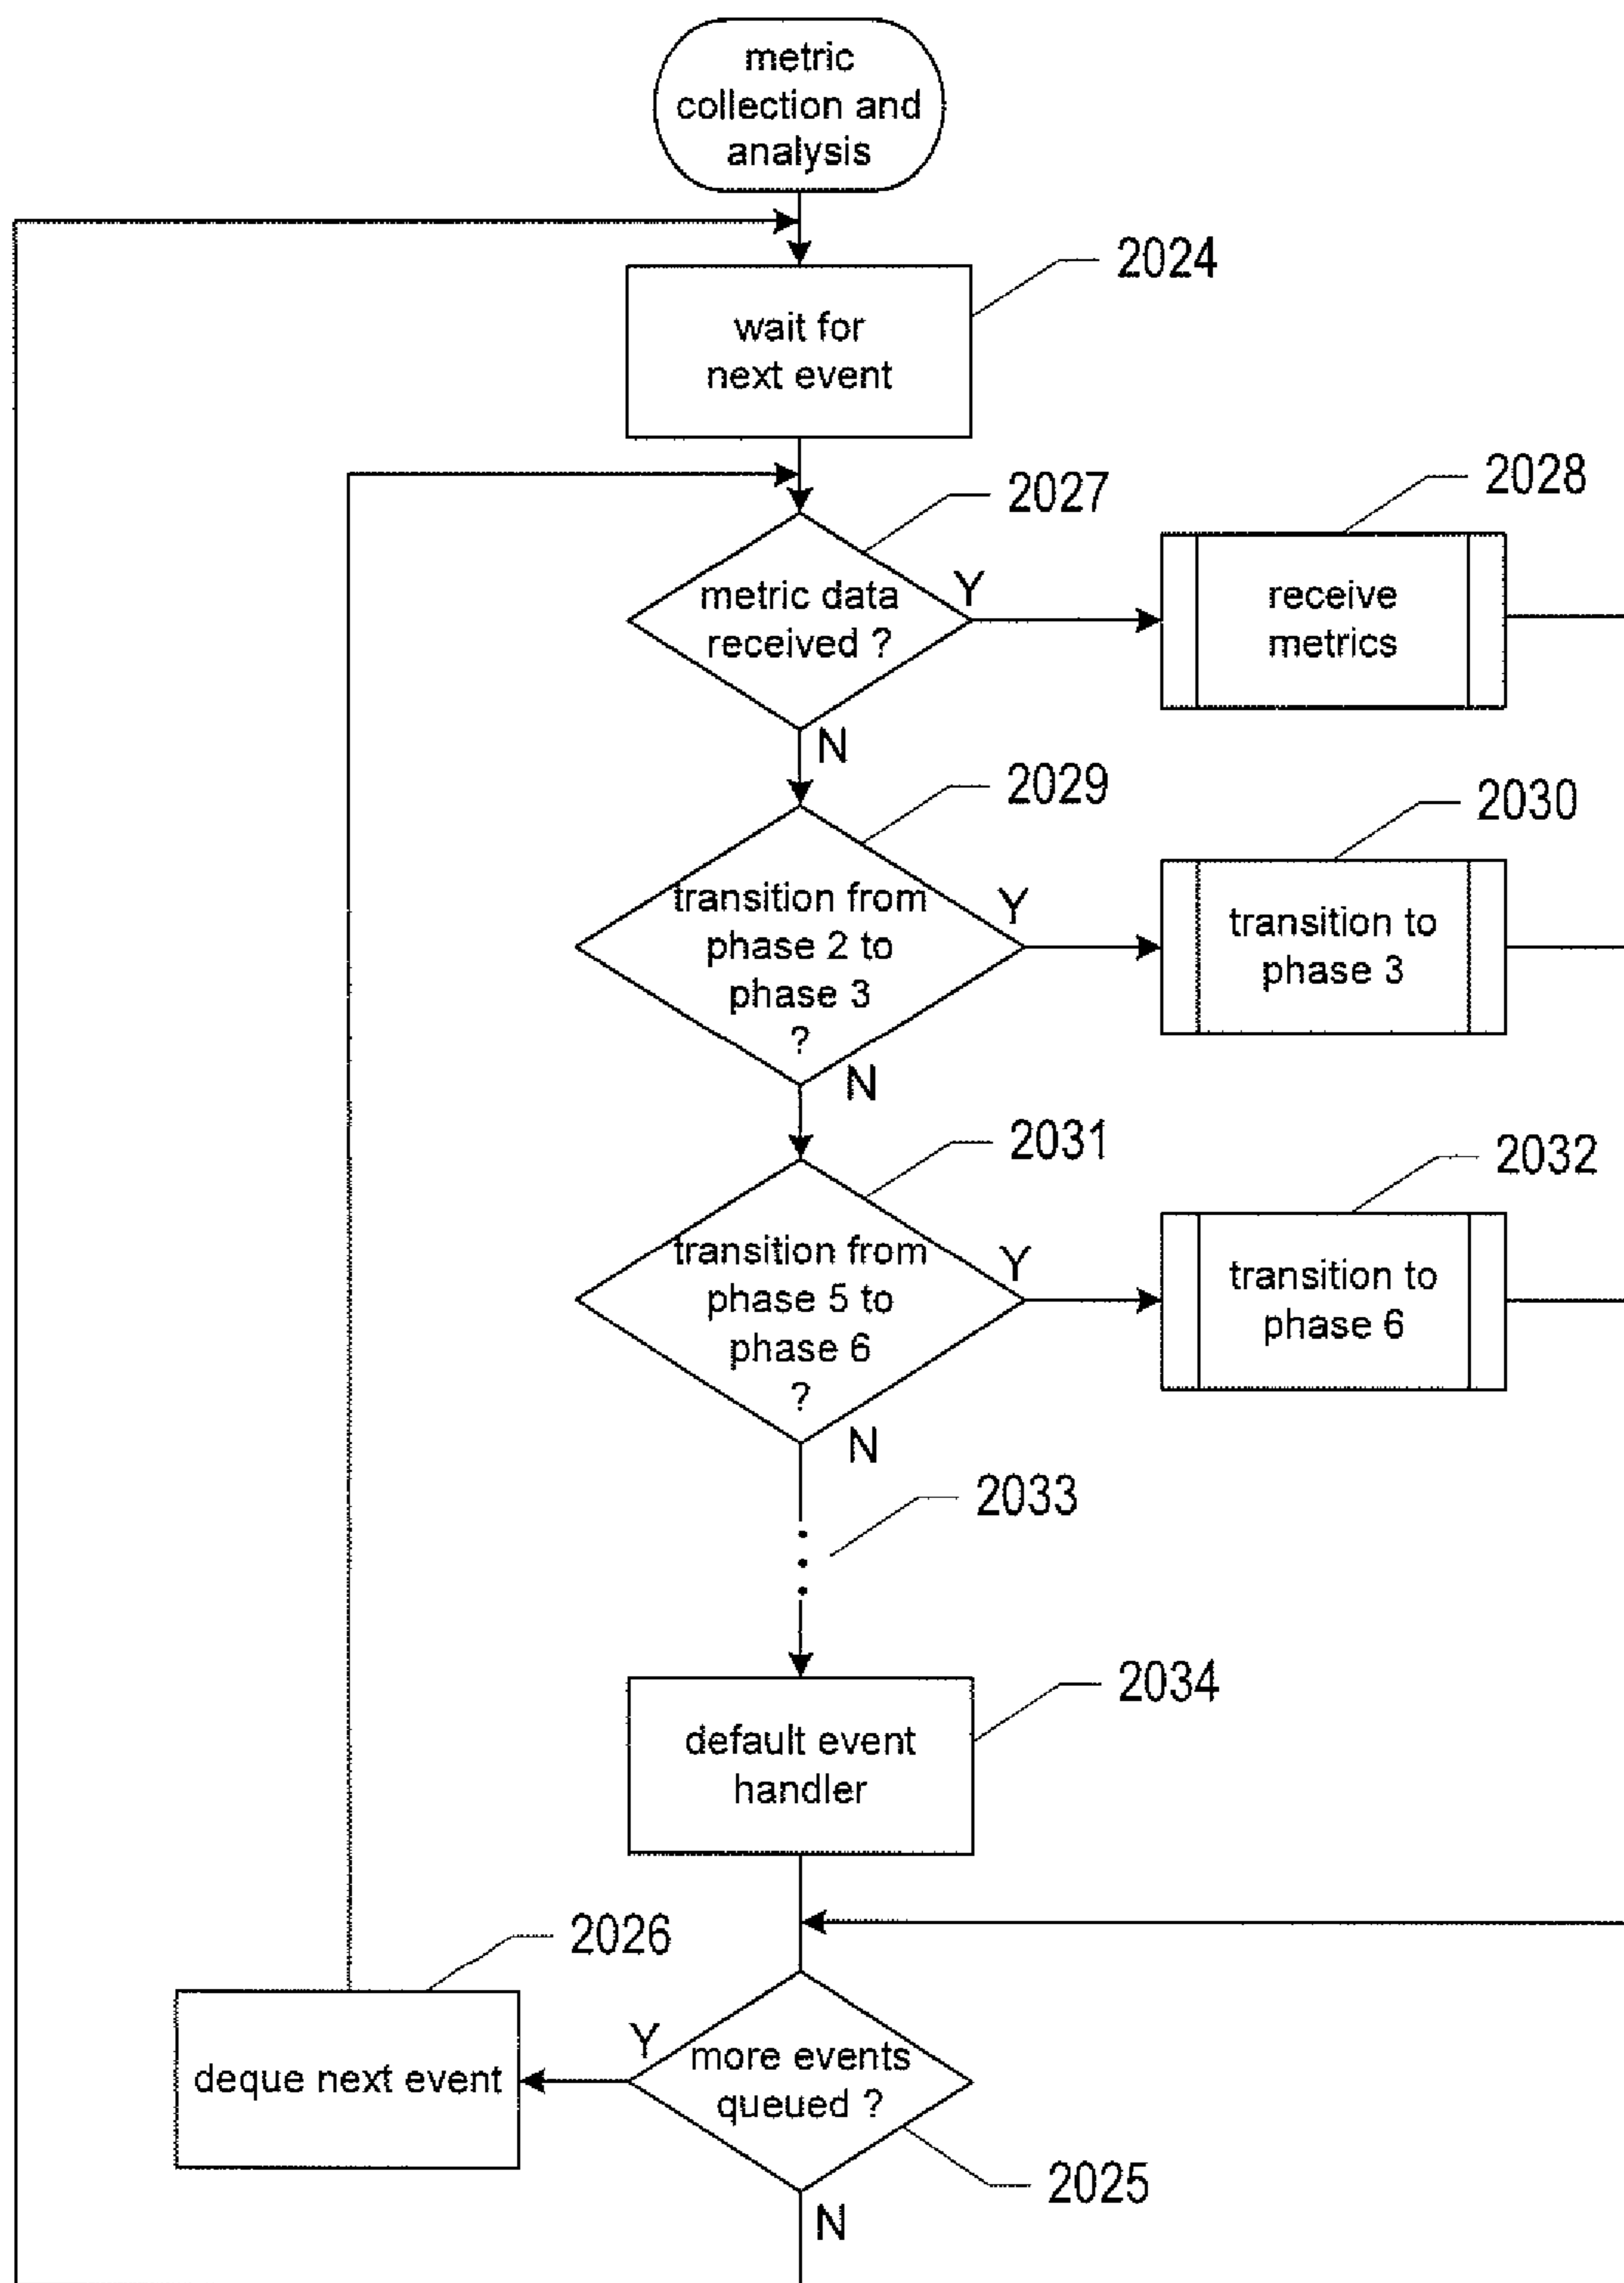 metric
collection and
analysis
2024
wait for
next event
2027
metric data
received ?
Y
N
2028
receive
metrics
2029
transition from
phase 2 to
phase 3
?
Y
N
2030
transition to
phase 3
2031
transition from
phase 5 to
phase 6
?
Y
N
2032
transition to
phase 6
2033
2034
default event
handler
2026
deque next event
Y
more events
queued ?
2025
N